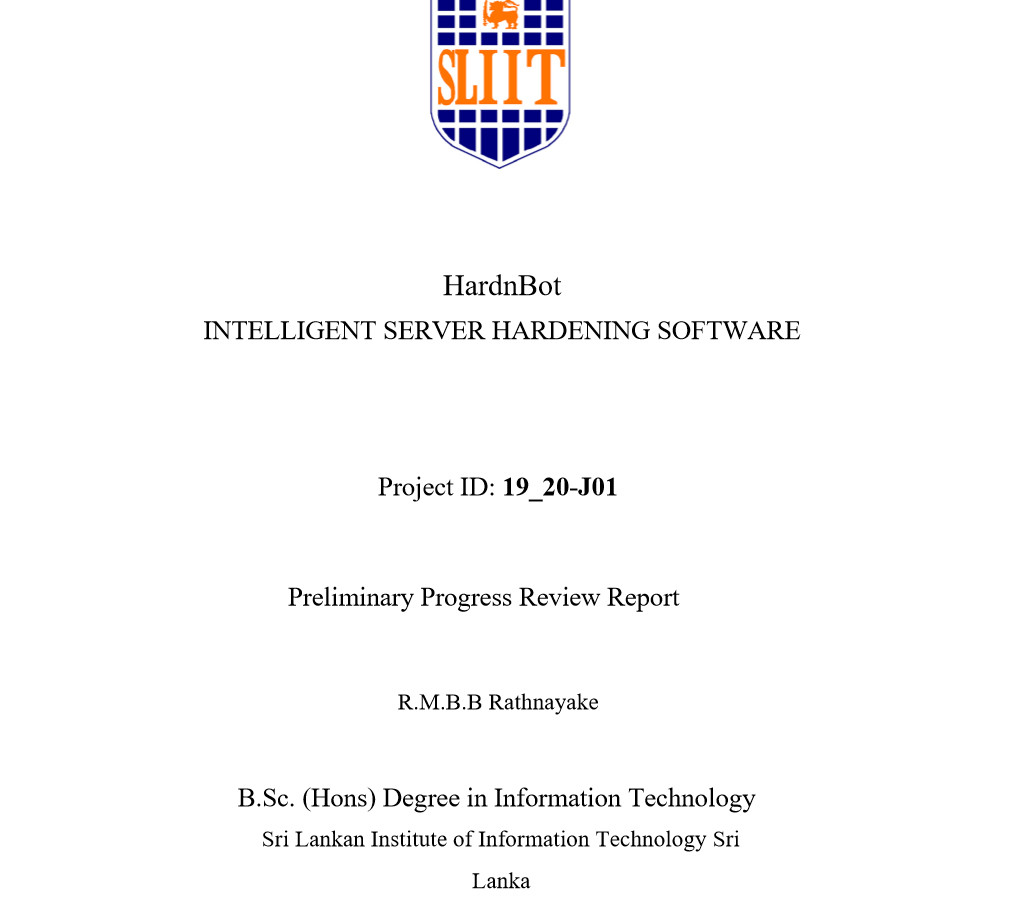 SLIIT
HardnBot
INTELLIGENT SERVER HARDENING SOFTWARE
Project ID: 19_20-J01
Preliminary Progress Review Report
R.M.B.B Rathnayake
B.Sc. (Hons) Degree in Information Technology
Sri Lankan Institute of Information Technology Sri
Lanka